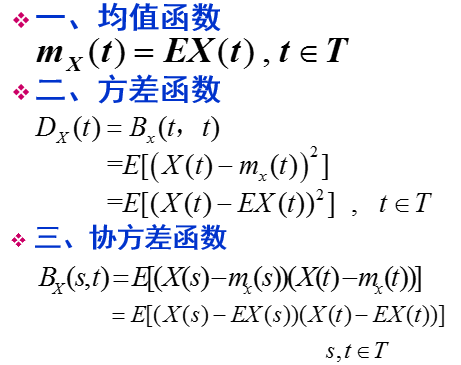 ❖ 一、均值函数
m_X(t) = EX(t) , t ∈ T
❖ 二、方差函数
D_X(t) = B_x(t， t)
=E[(X(t) − m_x(t))^2]
=E[(X(t) − EX(t))^2] , t ∈ T
❖ 三、协方差函数
B_X(s,t) = E[(X(s)−m_x(s))(X(t)−m_x(t))]
= E[(X(s) − EX(s))(X(t) − EX(t))]
s,t ∈ T